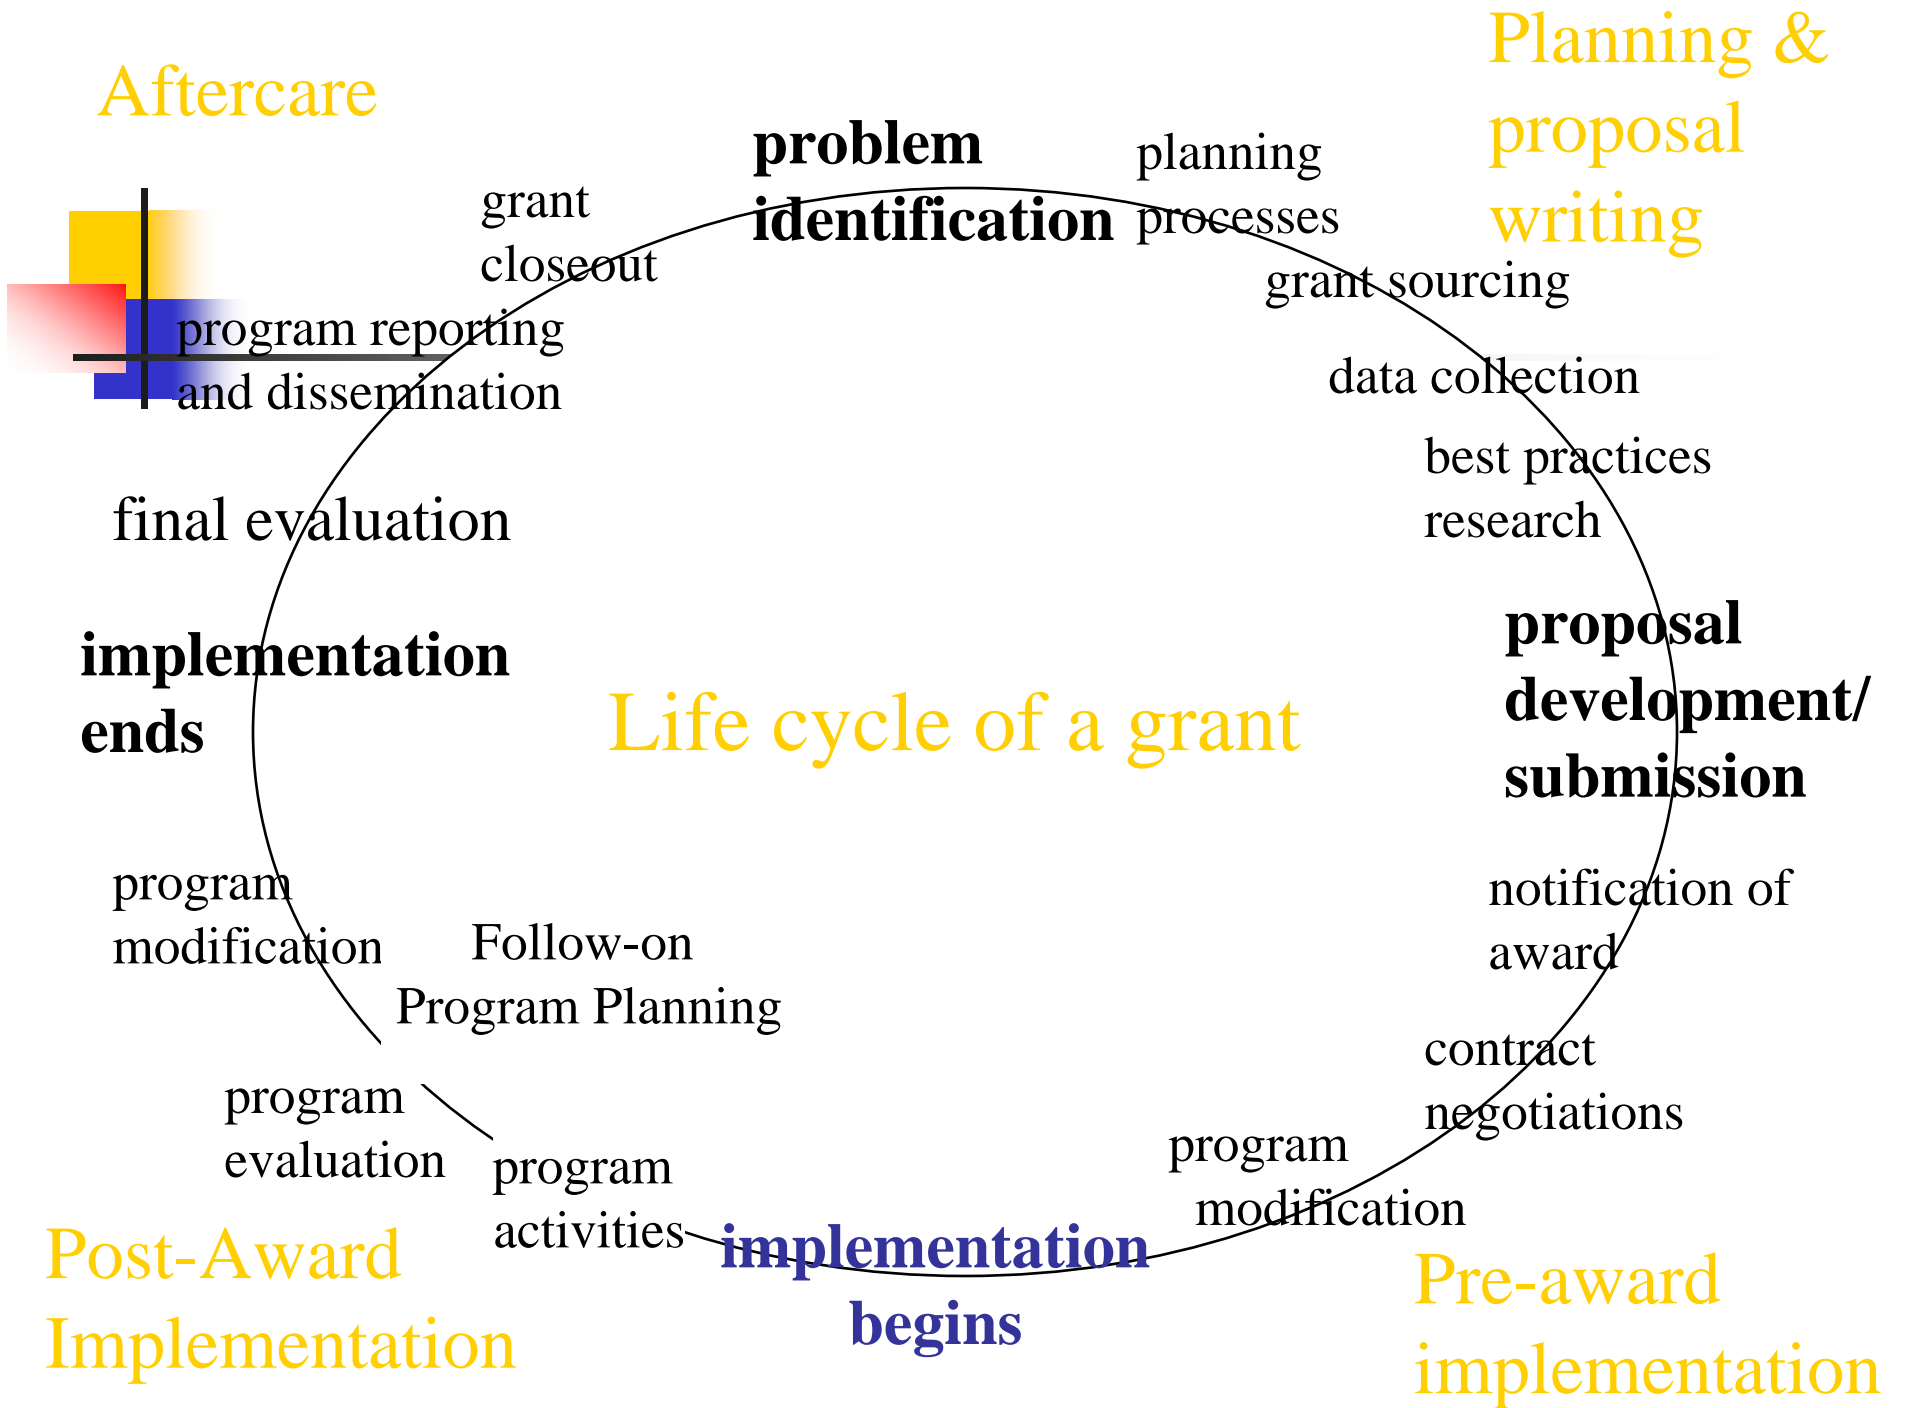 Aftercare
Planning &
proposal
writing
problem
identification
planning
processes
grant sourcing
data collection
best practices
research
proposal
development/
submission
notification of
award
contract
negotiations
program
modification
Pre-award
implementation
implementation
begins
program
activities
program
evaluation
Follow-on
Program Planning
program
modification
Post-Award
Implementation
implementation
ends
final evaluation
program reporting
and dissemination
grant
closeout
Life cycle of a grant